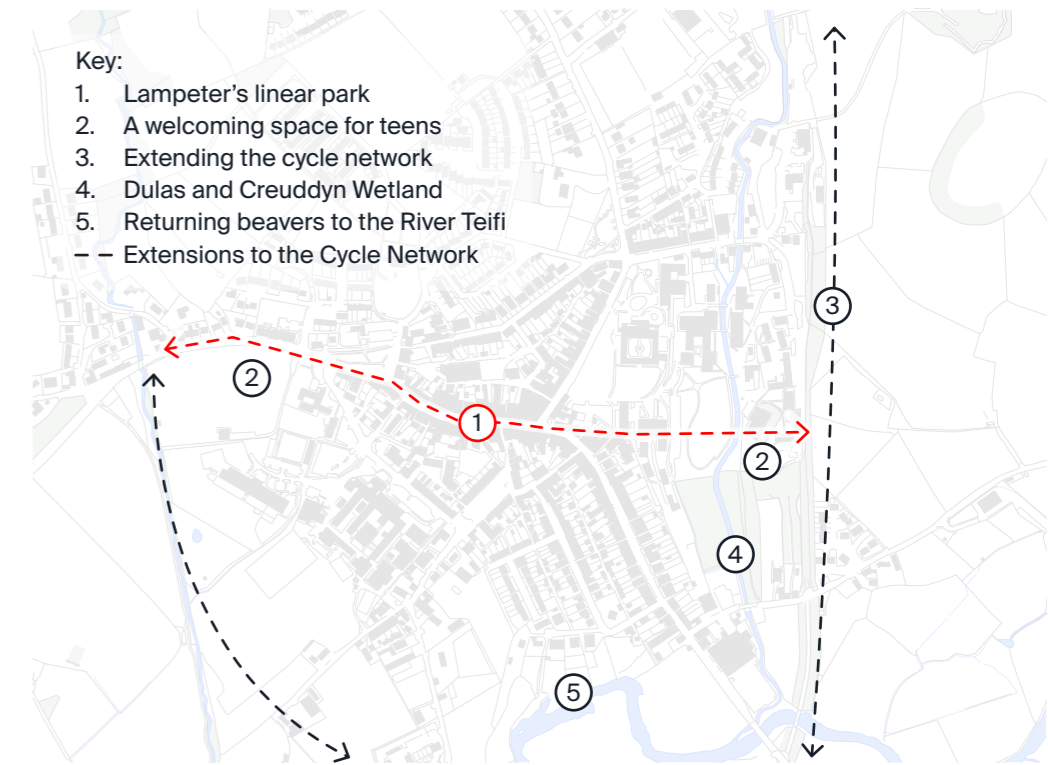 Key:
1. Lampeter's linear park
2. A welcoming space for teens
3. Extending the cycle network
4. Dulas and Creuddyn Wetland
5. Returning beavers to the River Teifi
Extensions to the Cycle Network
3
2
1
2
4
5